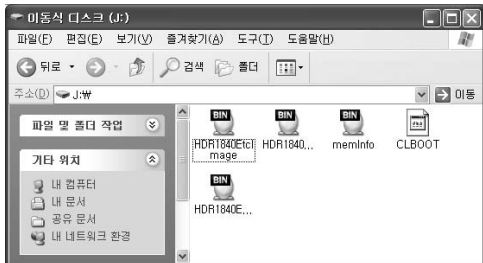 이동식 디스크 (J:)
파일(F) 편집(E) 보기(V) 즐겨찾기(A) 도구(T) 도움말(H)
뒤로 검색 폴더
주소(D) J:₩ 이동
파일 및 폴더 작업
기타 위치
내 컴퓨터
내 문서
공유 문서
내 네트워크 환경
BIN BIN BIN
HDR1840EtcI
mage
HDR1840... memInfo CLBOOT
BIN
HDR1840E...